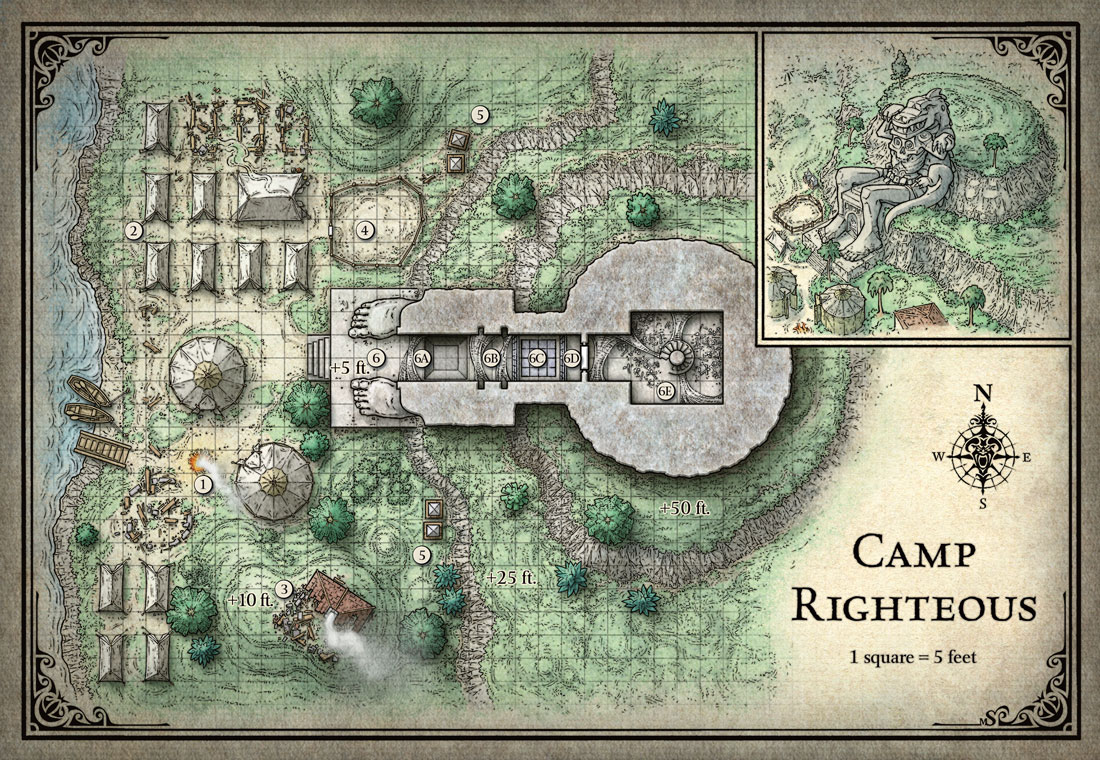 5
2
4
6
6A
6B
6C
6D
+5 ft.
6E
N
W
E
S
1
+50 ft.
5
+25 ft.
3
+10 ft.
CAMP
RIGHTEOUS
1 square = 5 feet
MS